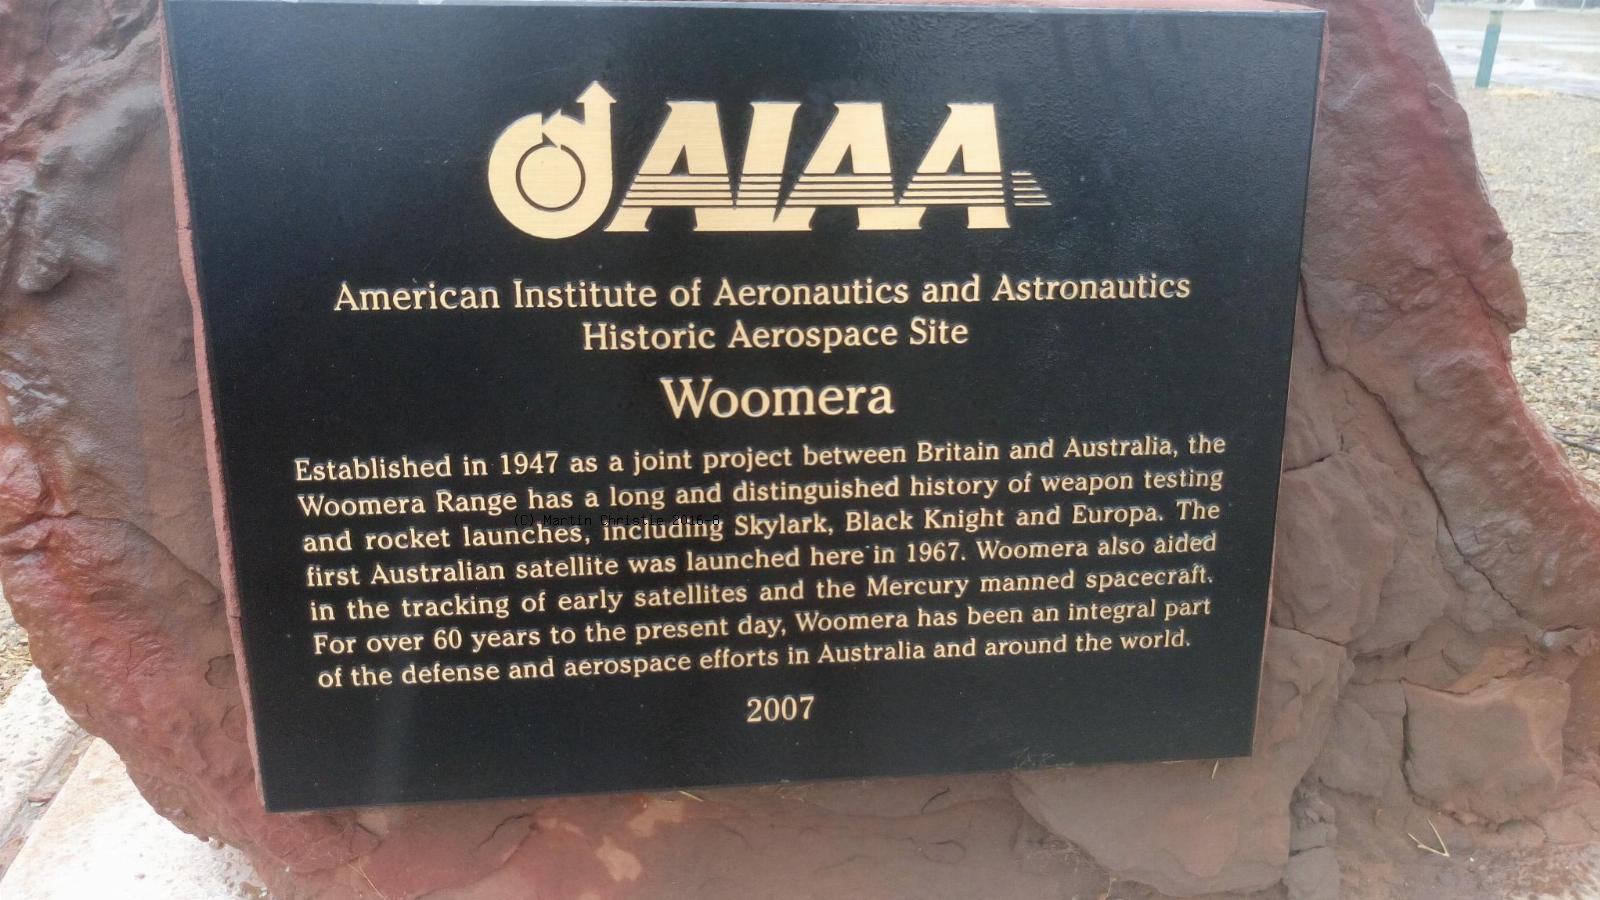 AIAA
American Institute of Aeronautics and Astronautics
Historic Aerospace Site
Woomera
Established in 1947 as a joint project between Britain and Australia, the
Woomera Range has a long and distinguished history of weapon testing
and rocket launches, including Skylark, Black Knight and Europa. The
first Australian satellite was launched here in 1967. Woomera also aided
in the tracking of early satellites and the Mercury manned spacecraft.
For over 60 years to the present day, Woomera has been an integral part
of the defense and aerospace efforts in Australia and around the world.
2007
(C) Martin Christie 2016-8